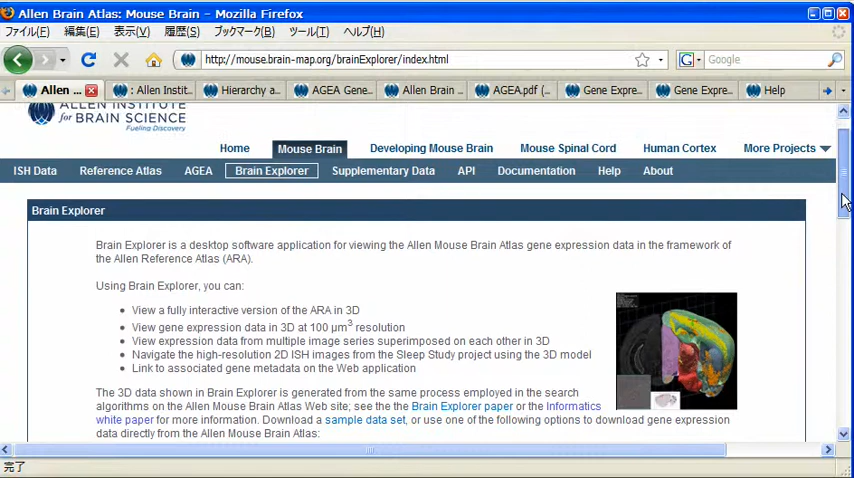 Allen Brain Atlas: Mouse Brain – Mozilla Firefox
ファイル(F) 編集(E) 表示(V) 履歴(S) ブックマーク(B) ツール(T) ヘルプ(H)
http://mouse.brain-map.org/brainExplorer/index.html
Google
Allen ... : Allen Instit... Hierarchy a... AGEA Gene... Allen Brain ... AGEA.pdf (... Gene Expre... Gene Expre... Help
ALLEN INSTITUTE
for BRAIN SCIENCE
Fueling Discovery
Home Mouse Brain Developing Mouse Brain Mouse Spinal Cord Human Cortex More Projects
ISH Data Reference Atlas AGEA Brain Explorer Supplementary Data API Documentation Help About
Brain Explorer
Brain Explorer is a desktop software application for viewing the Allen Mouse Brain Atlas gene expression data in the framework of
the Allen Reference Atlas (ARA).
Using Brain Explorer, you can:
• View a fully interactive version of the ARA in 3D
• View gene expression data in 3D at 100 µm³ resolution
• View expression data from multiple image series superimposed on each other in 3D
• Navigate the high-resolution 2D ISH images from the Sleep Study project using the 3D model
• Link to associated gene metadata on the Web application
The 3D data shown in Brain Explorer is generated from the same process employed in the search
algorithms on the Allen Mouse Brain Atlas Web site; see the the Brain Explorer paper or the Informatics
white paper for more information. Download a sample data set, or use one of the following options to download gene expression
data directly from the Allen Mouse Brain Atlas:
完了